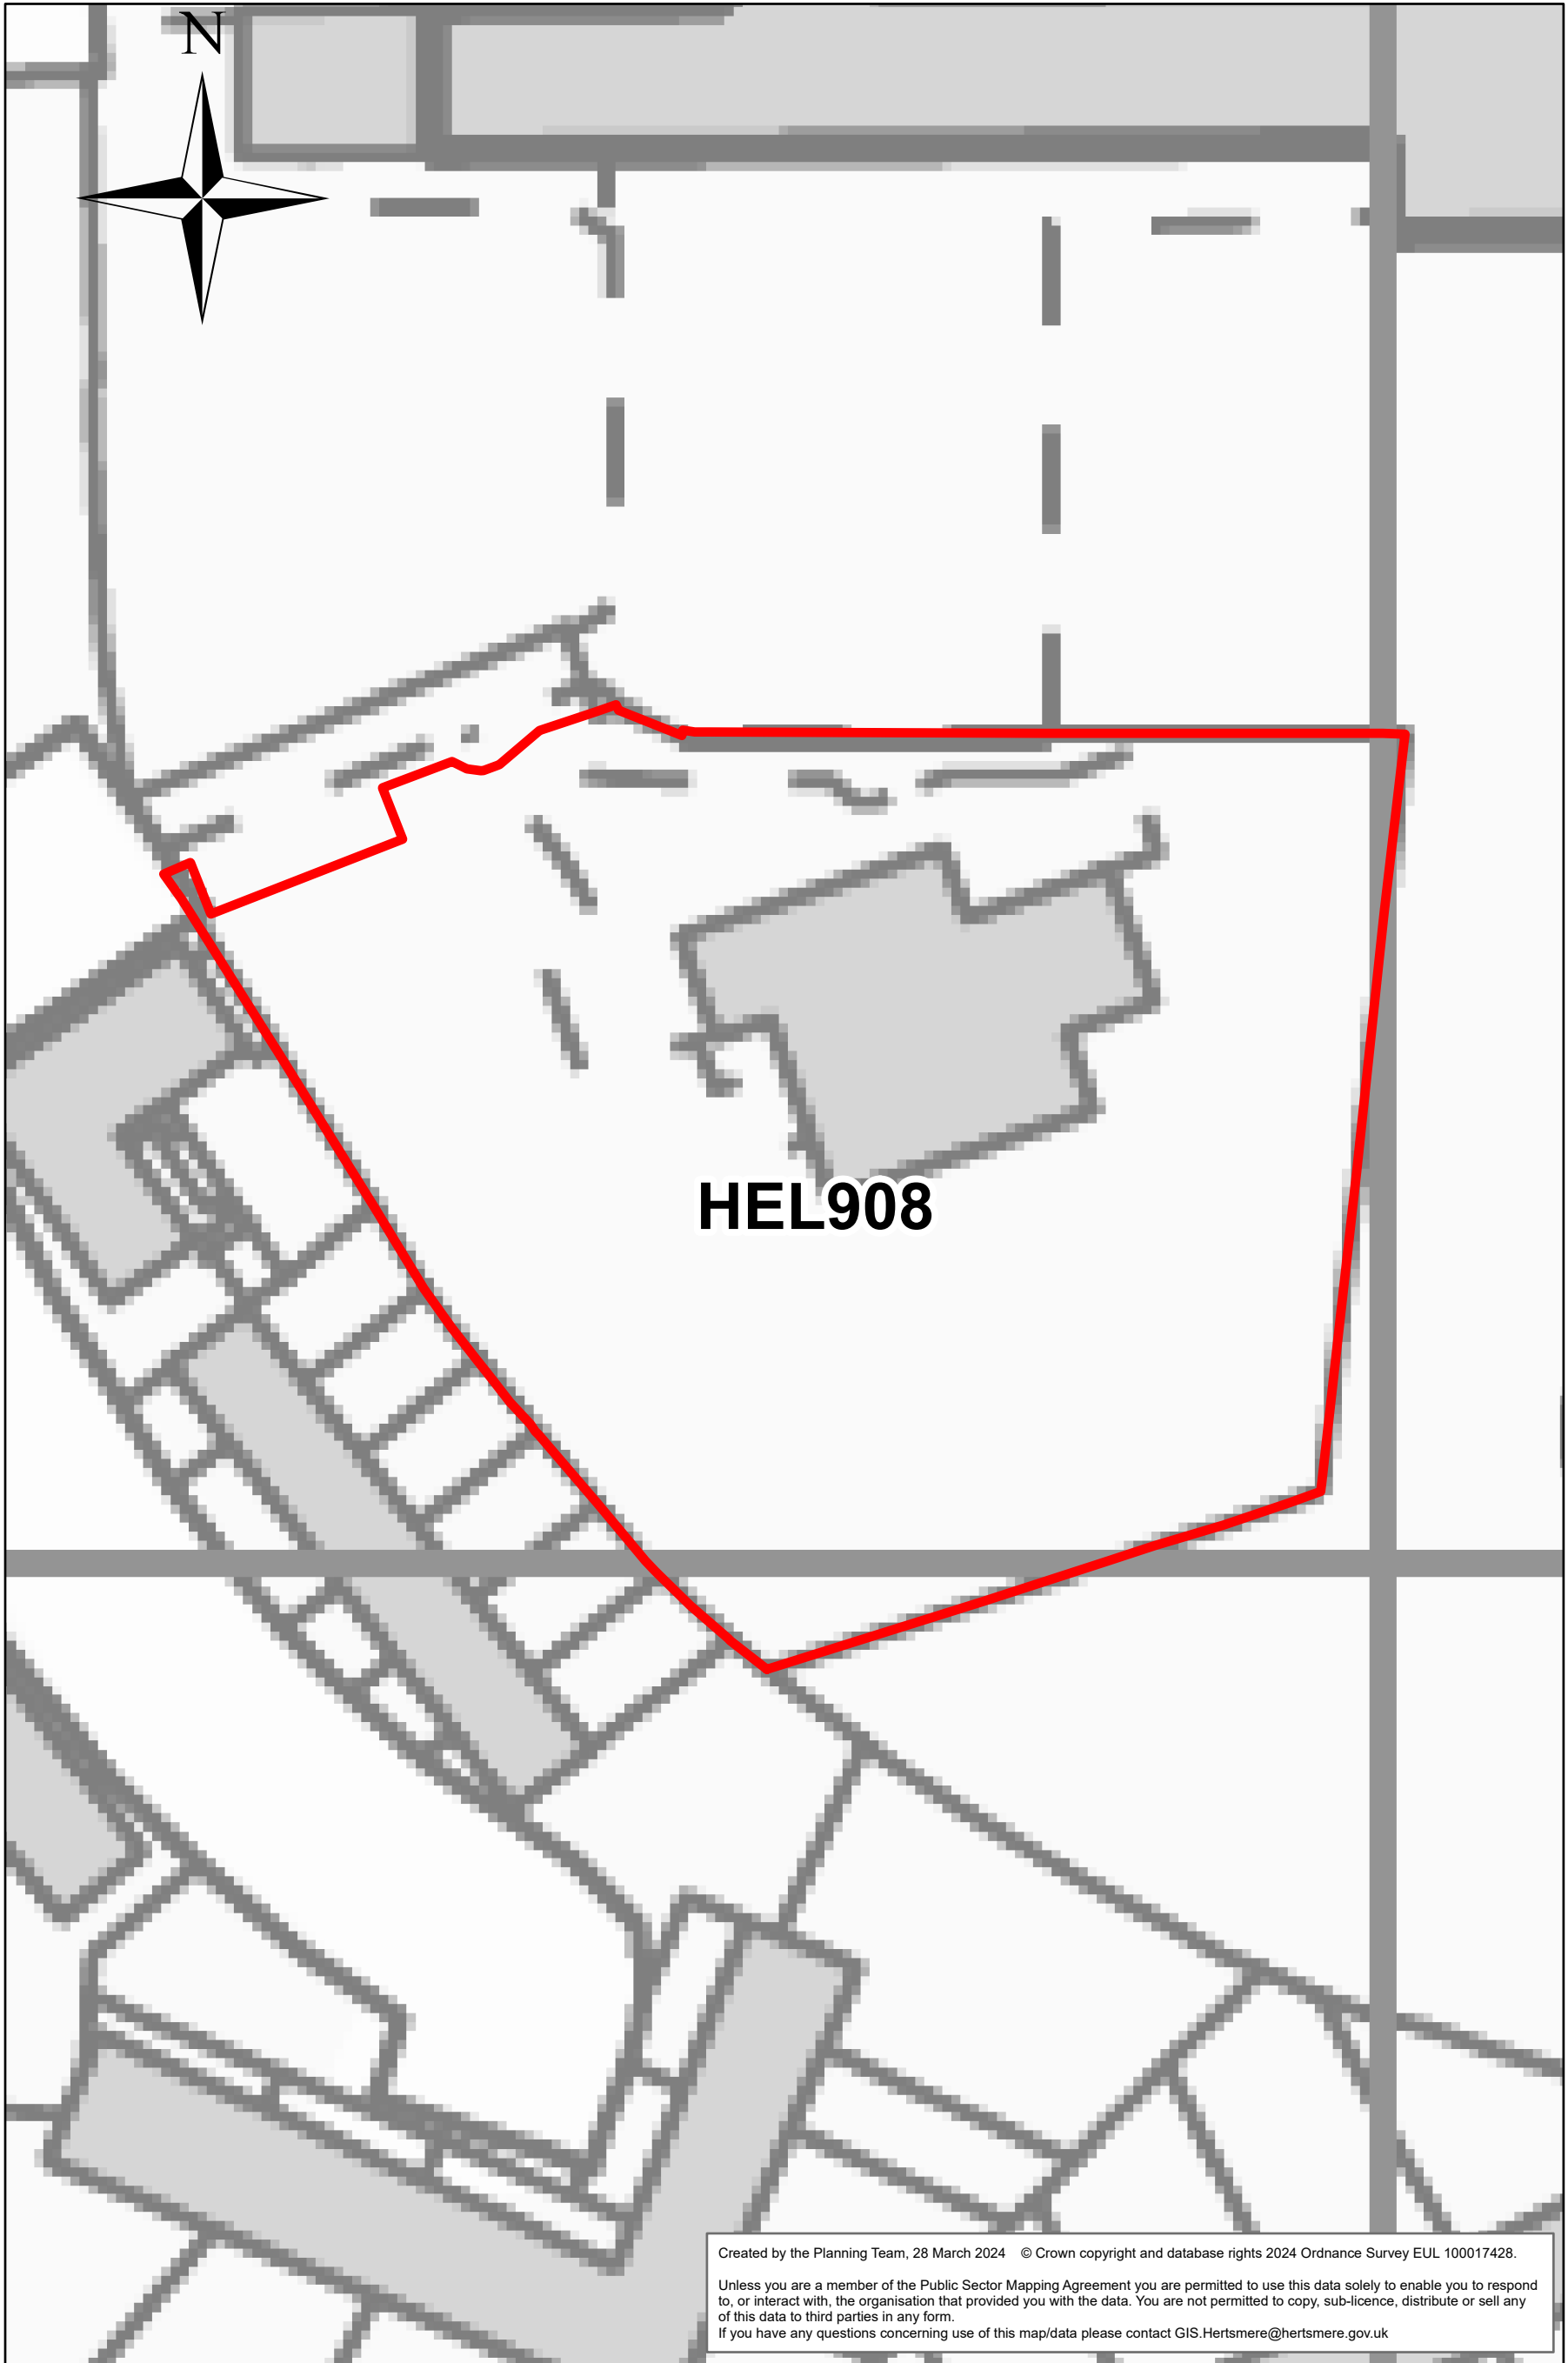 N
HEL908
Created by the Planning Team, 28 March 2024 © Crown copyright and database rights 2024 Ordnance Survey EUL 100017428.
Unless you are a member of the Public Sector Mapping Agreement you are permitted to use this data solely to enable you to respond
to, or interact with, the organisation that provided you with the data. You are not permitted to copy, sub-licence, distribute or sell any
of this data to third parties in any form.
If you have any questions concerning use of this map/data please contact GIS.Hertsmere@hertsmere.gov.uk